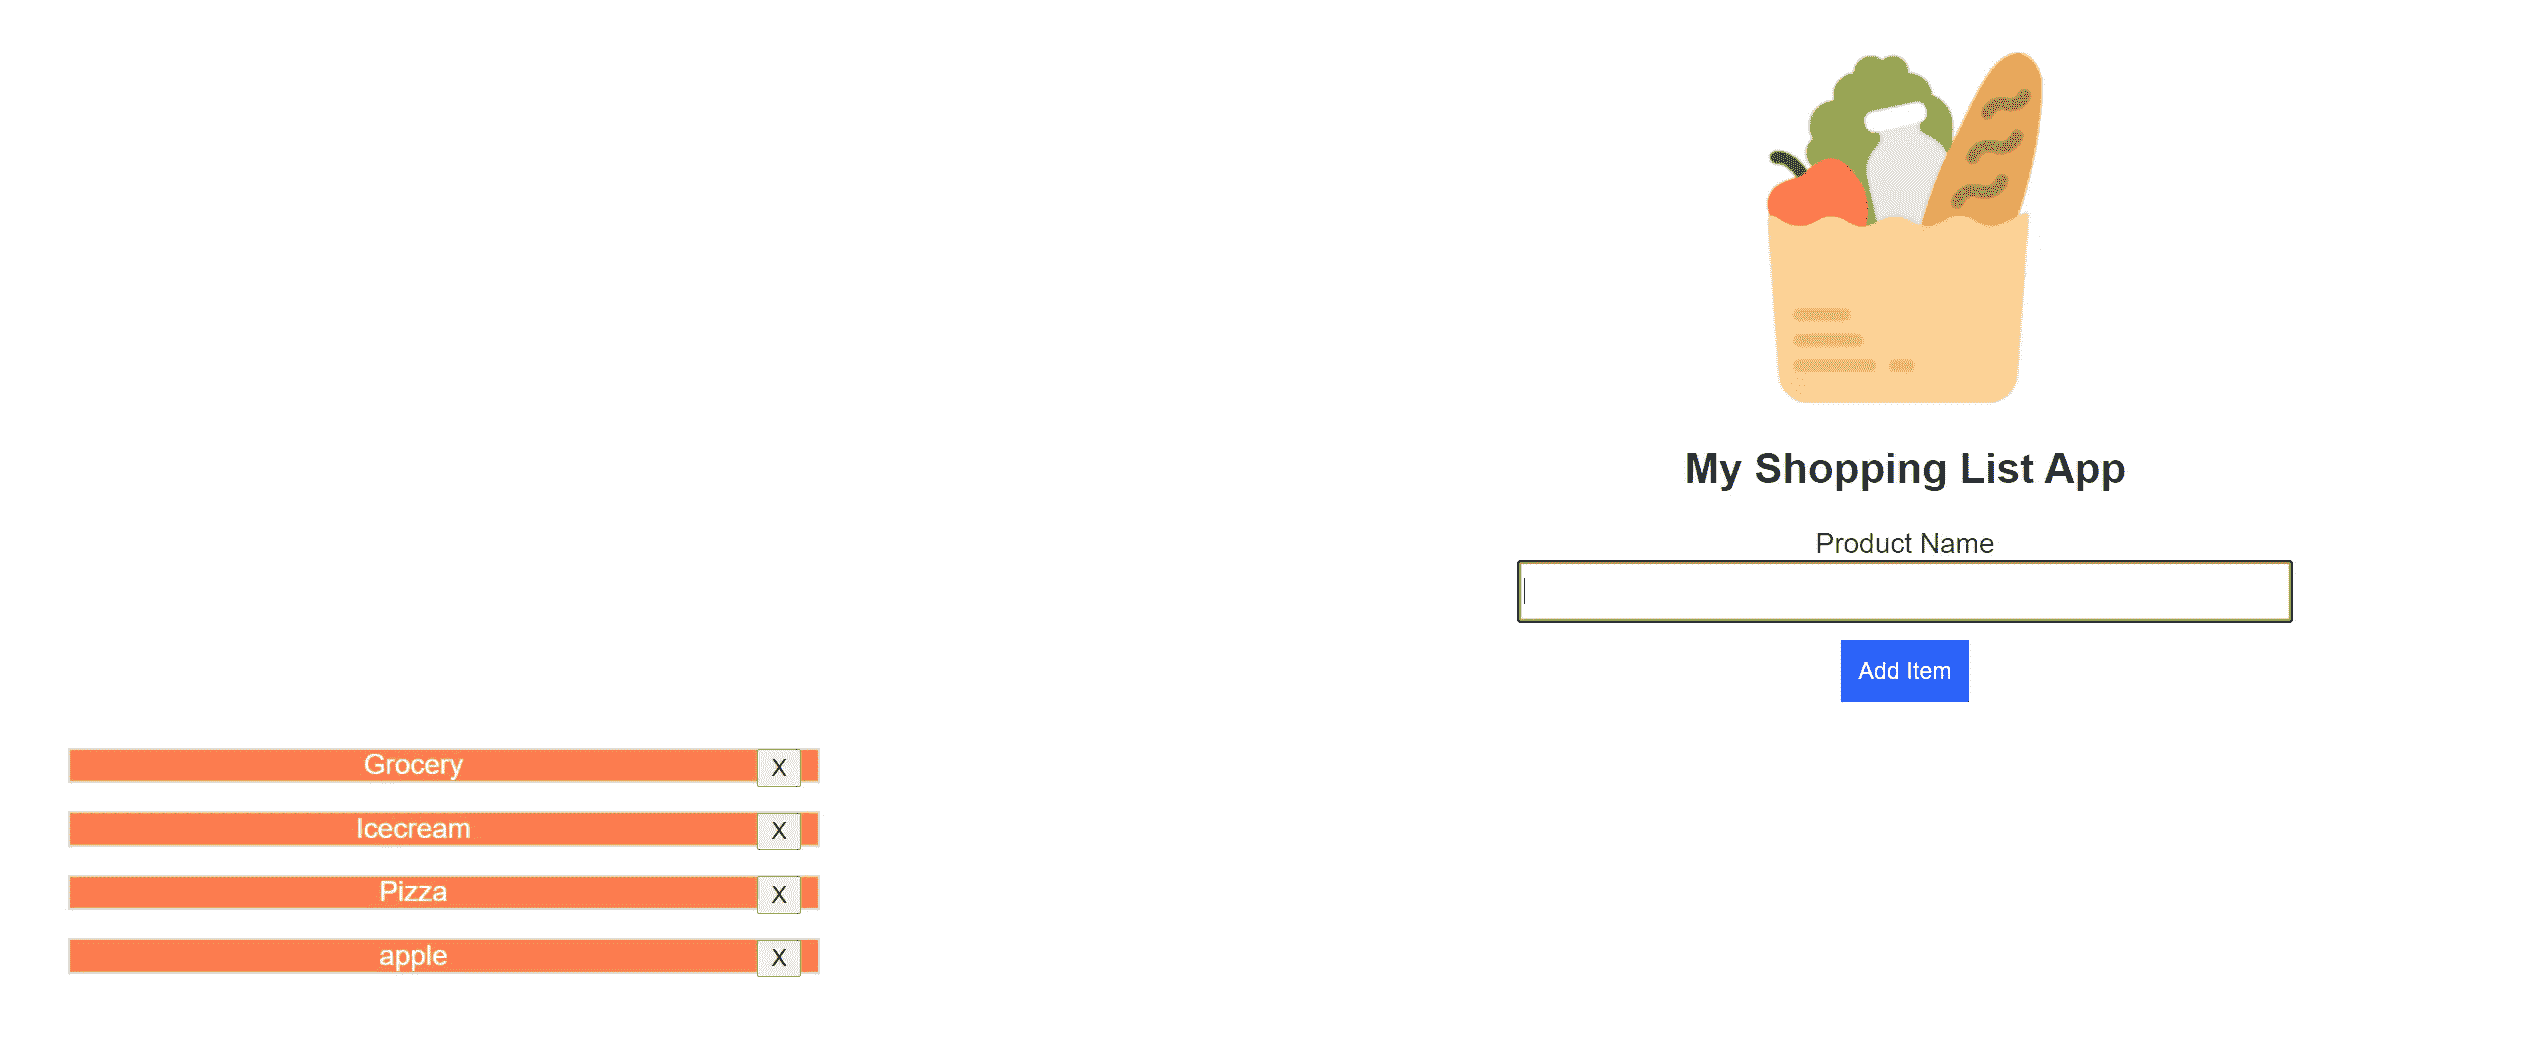 My Shopping List App
Product Name
Add Item
Grocery X
Icecream X
Pizza X
apple X